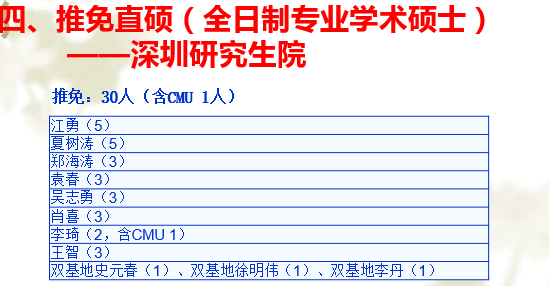 四、推免直硕（全日制专业学术硕士）
——深圳研究生院
推免：30人（含CMU 1人）
江勇（5）
夏树涛（5）
郑海涛（3）
袁春（3）
吴志勇（3）
肖喜（3）
李琦（2，含CMU 1）
王智（3）
双基地史元春（1）、双基地徐明伟（1）、双基地李丹（1）